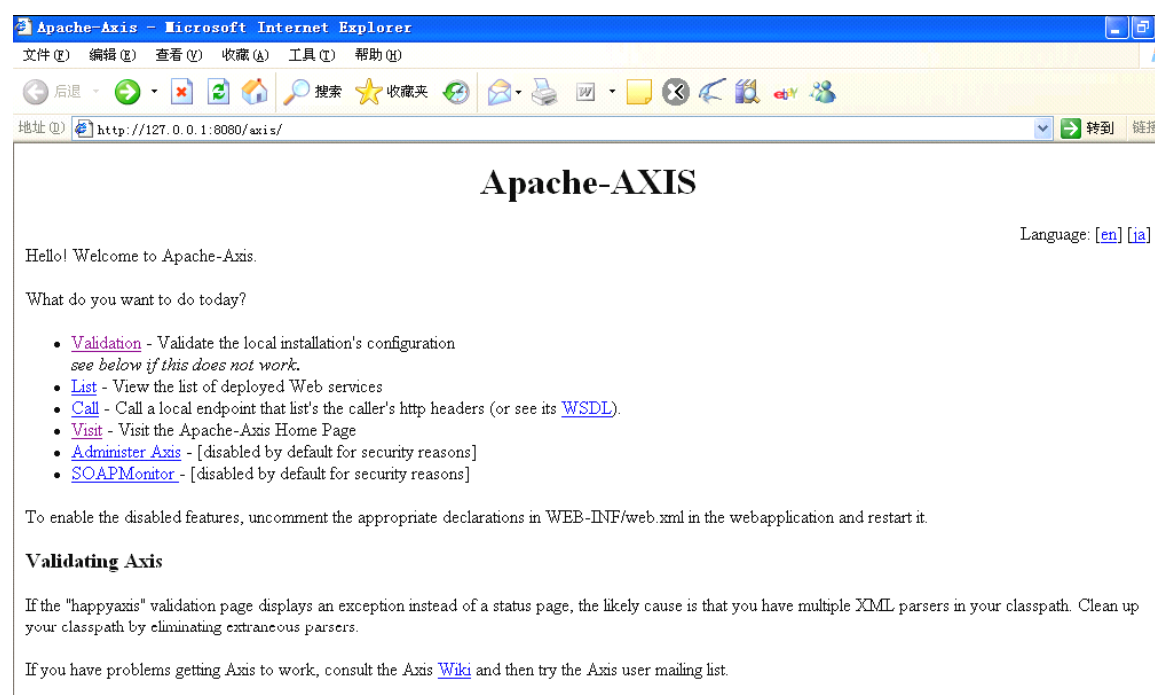 Apache-Axis - Microsoft Internet Explorer
文件(F) 编辑(E) 查看(V) 收藏(A) 工具(T) 帮助(H)
后退 搜索 收藏夹
地址(D) http://127.0.0.1:8080/axis/ 转到
Apache-AXIS
Language: [en] [ja]
Hello! Welcome to Apache-Axis.
What do you want to do today?
• Validation - Validate the local installation's configuration
see below if this does not work.
• List - View the list of deployed Web services
• Call - Call a local endpoint that list's the caller's http headers (or see its WSDL).
• Visit - Visit the Apache-Axis Home Page
• Administer Axis - [disabled by default for security reasons]
• SOAPMonitor - [disabled by default for security reasons]
To enable the disabled features, uncomment the appropriate declarations in WEB-INF/web.xml in the webapplication and restart it.
Validating Axis
If the "happyaxis" validation page displays an exception instead of a status page, the likely cause is that you have multiple XML parsers in your classpath. Clean up
your classpath by eliminating extraneous parsers.
If you have problems getting Axis to work, consult the Axis Wiki and then try the Axis user mailing list.